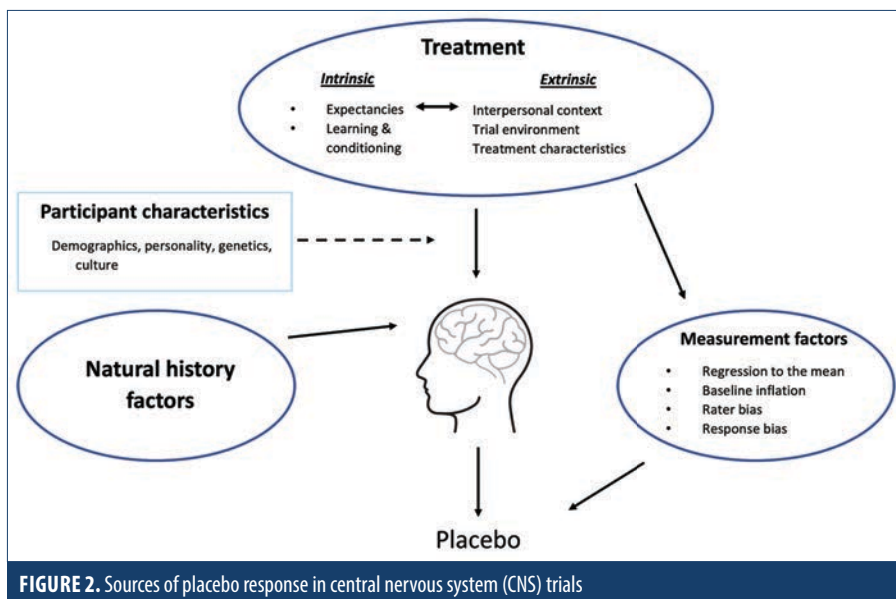 Treatment
Intrinsic
• Expectancies
• Learning &
conditioning
Extrinsic
Interpersonal context
Trial environment
Treatment characteristics
Participant characteristics
Demographics, personality, genetics,
culture
Natural history
factors
Measurement factors
• Regression to the mean
• Baseline inflation
• Rater bias
• Response bias
Placebo
FIGURE 2. Sources of placebo response in central nervous system (CNS) trials